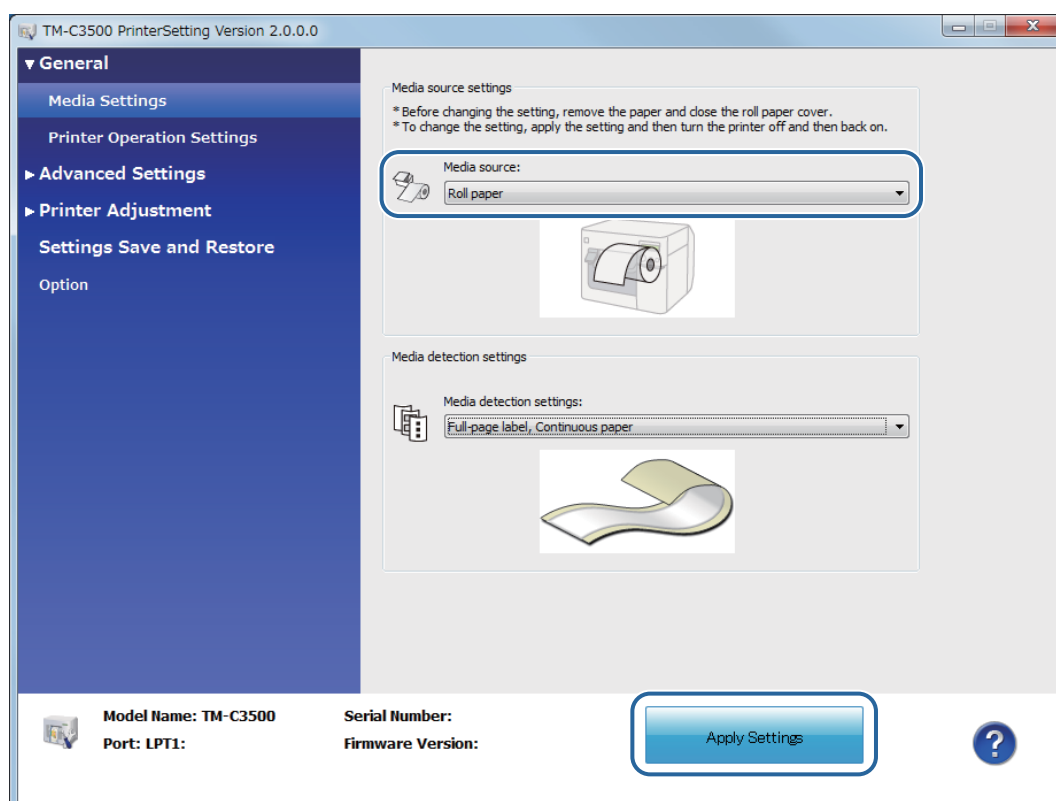 TM-C3500 PrinterSetting Version 2.0.0.0
General
Media Settings
Printer Operation Settings
Advanced Settings
Printer Adjustment
Settings Save and Restore
Option
Media source settings
* Before changing the setting, remove the paper and close the roll paper cover.
* To change the setting, apply the setting and then turn the printer off and then back on.
Media source:
Roll paper
Media detection settings
Media detection settings:
Full-page label, Continuous paper
Model Name: TM-C3500
Serial Number:
Port: LPT1:
Firmware Version:
Apply Settings
?